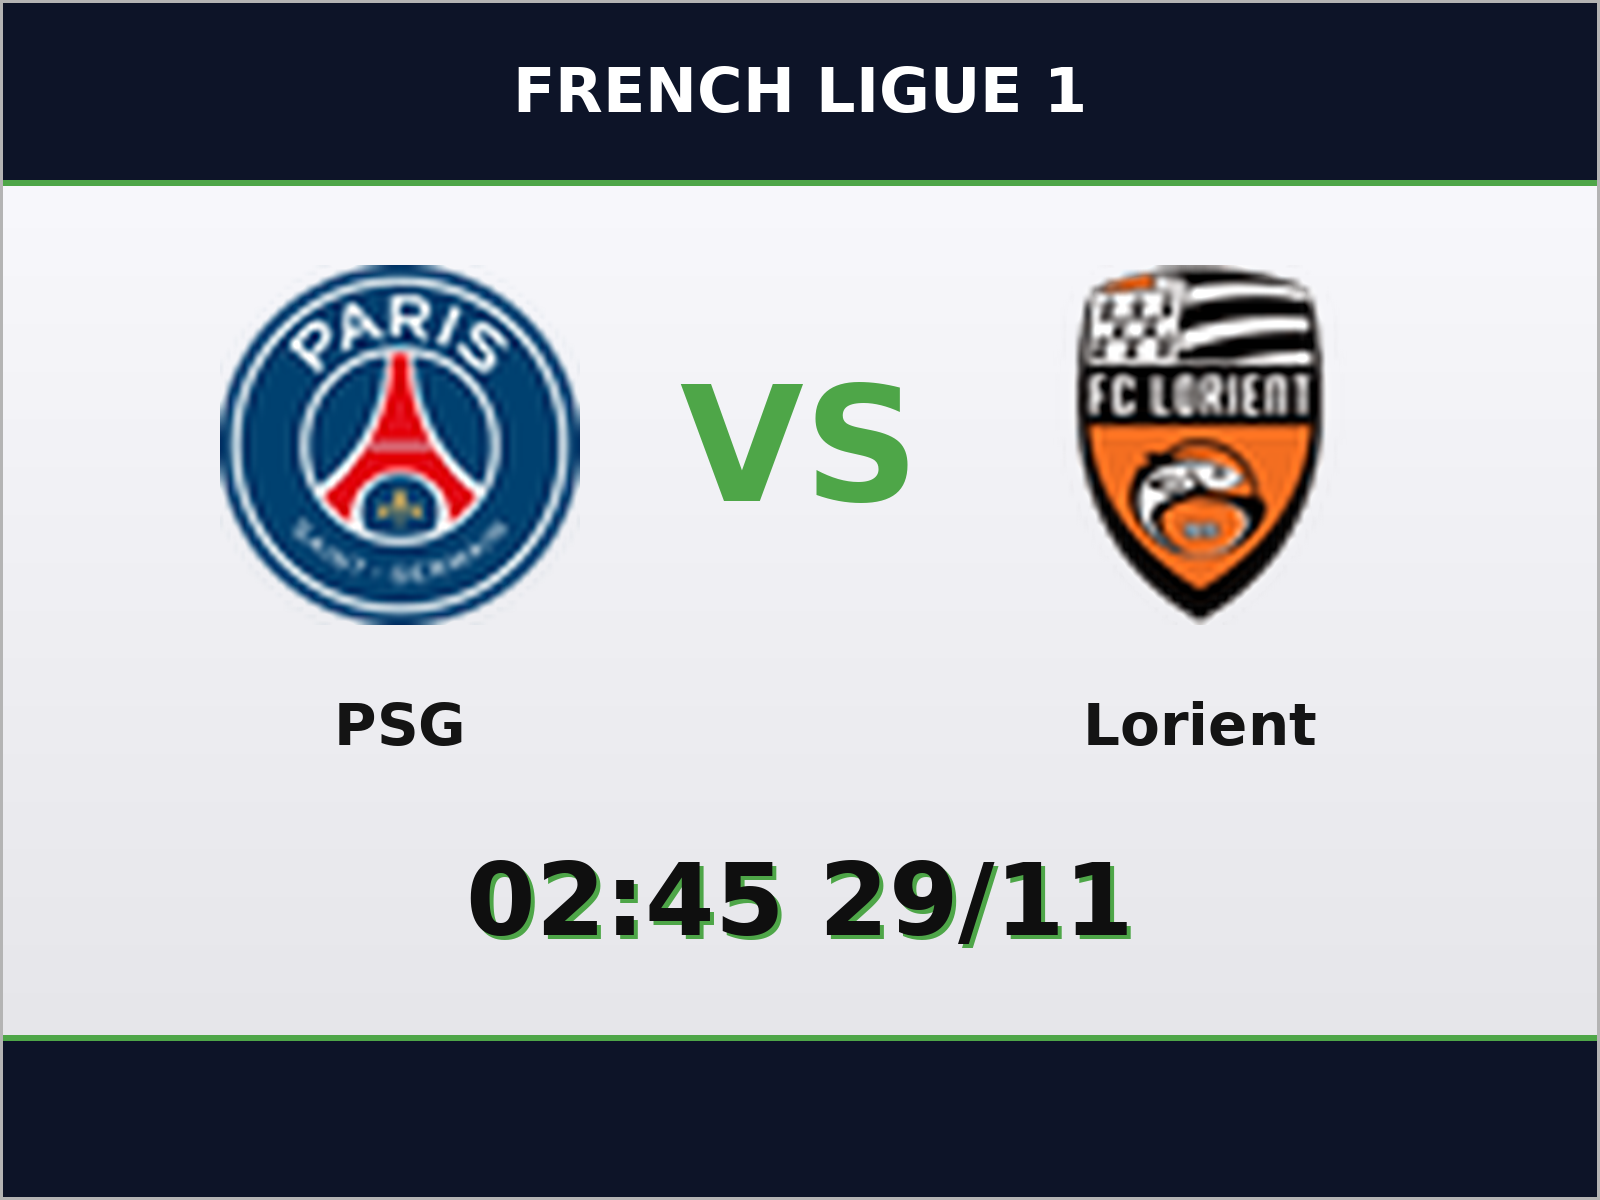 FRENCH LIGUE 1
PARIS
SAINT - GERMAIN
VS
FC LORIENT
PSG
Lorient
02:45 29/11